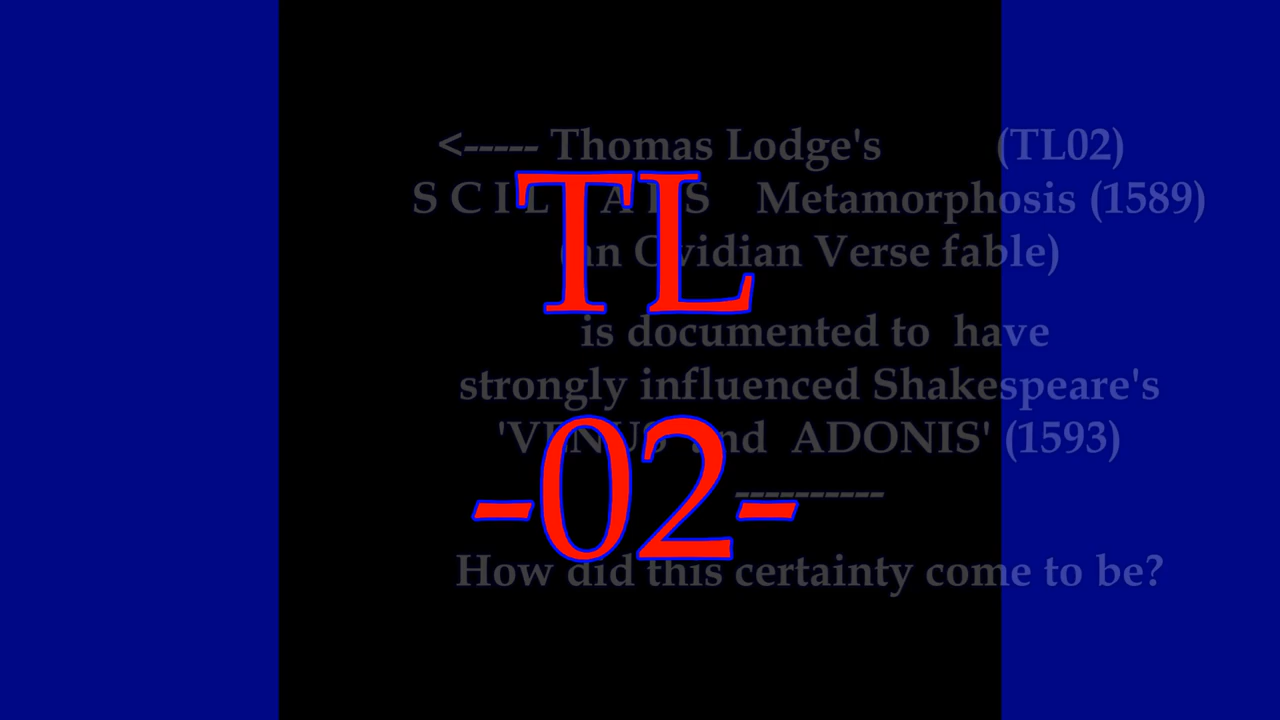 <----- Thomas Lodge's (TL02)
Metamorphosis (1589)
Ovidian Verse fable)
TL
is documented to have
strongly influenced Shakespeare's
'VENUS and ADONIS' (1593)
----------
-02-
How did this certainty come to be?